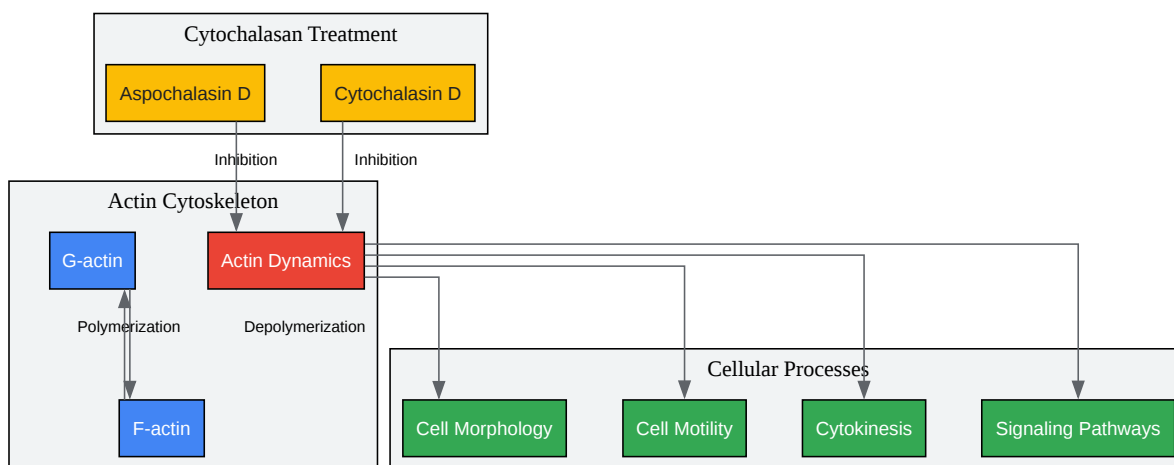 Cytochalasan Treatment
Aspochalasin D
Cytochalasin D
Inhibition
Inhibition
Actin Cytoskeleton
G-actin
Actin Dynamics
Polymerization
Depolymerization
Cellular Processes
F-actin
Cell Morphology
Cell Motility
Cytokinesis
Signaling Pathways